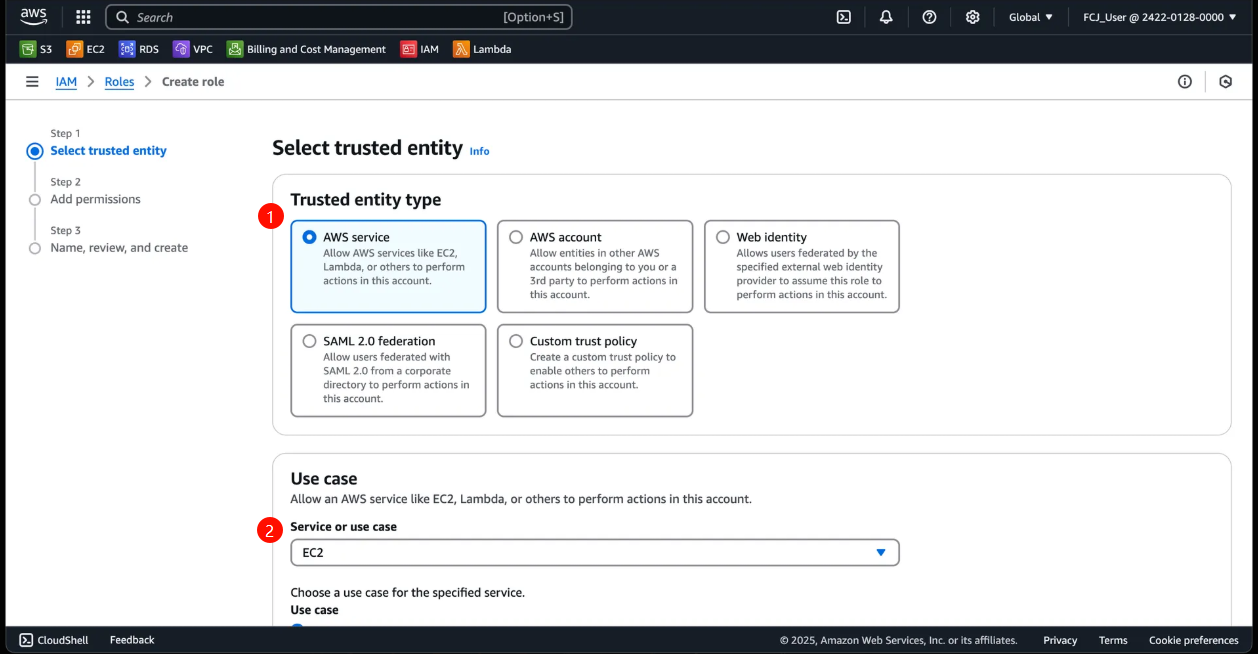 aws
Search
[Option+S]
Global ▼
FCJ_User @ 2422-0128-0000 ▼
S3
EC2
RDS
VPC
Billing and Cost Management
IAM
Lambda
IAM > Roles > Create role
Step 1
Select trusted entity
Step 2
Add permissions
Step 3
Name, review, and create
Select trusted entity Info
Trusted entity type
1
AWS service
Allow AWS services like EC2,
Lambda, or others to perform
actions in this account.
AWS account
Allow entities in other AWS
accounts belonging to you or a
3rd party to perform actions in
this account.
Web identity
Allows users federated by the
specified external web identity
provider to assume this role to
perform actions in this account.
SAML 2.0 federation
Allow users federated with
SAML 2.0 from a corporate
directory to perform actions in
this account.
Custom trust policy
Create a custom trust policy to
enable others to perform
actions in this account.
Use case
Allow an AWS service like EC2, Lambda, or others to perform actions in this account.
2
Service or use case
EC2
Choose a use case for the specified service.
Use case
CloudShell
Feedback
© 2025, Amazon Web Services, Inc. or its affiliates.
Privacy
Terms
Cookie preferences